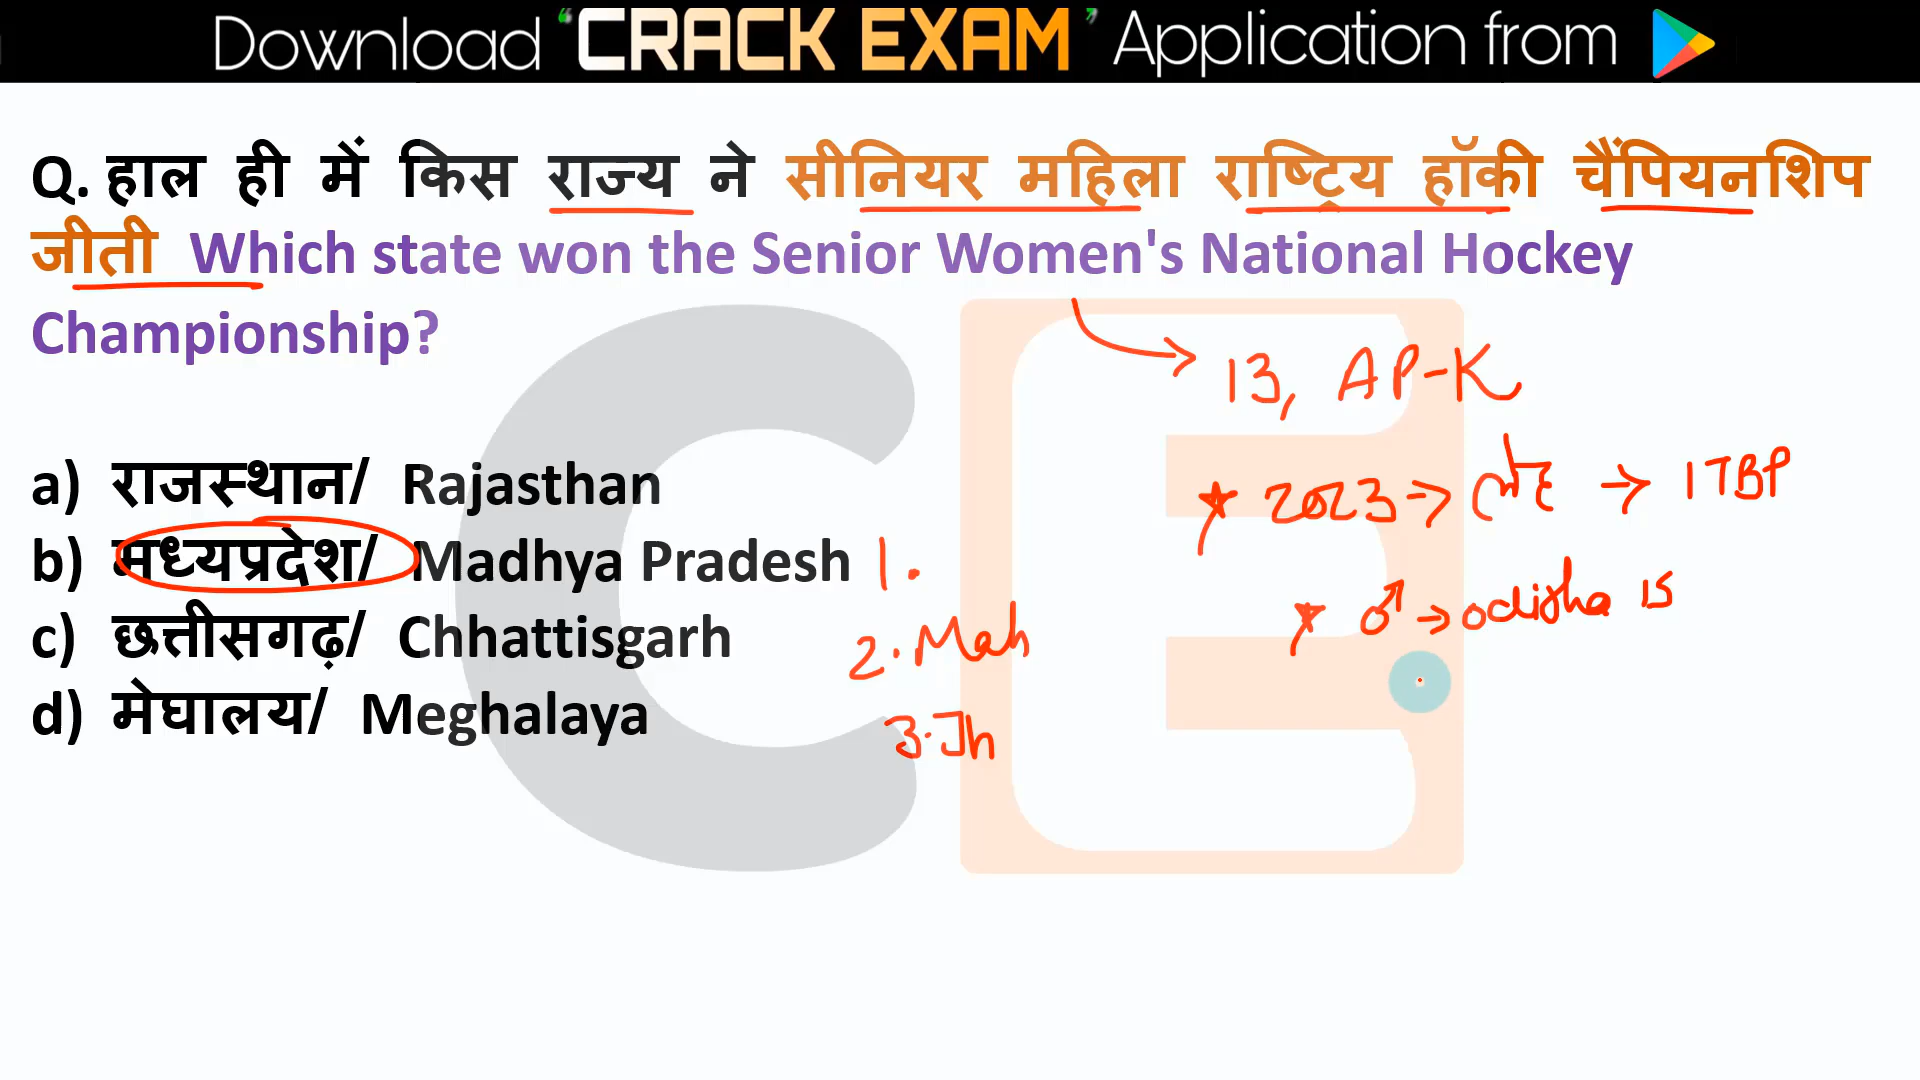 Download 'CRACK EXAM' Application from
Q. हाल ही में किस राज्य ने सीनियर महिला राष्ट्रिय हॉकी चैंपियनशिप
जीती Which state won the Senior Women's National Hockey
Championship?
13, AP-K
a) राजस्थान/ Rajasthan
2023 → → ITBP
b) मध्यप्रदेश/ Madhya Pradesh 1.
♂ → odisha 15
c) छत्तीसगढ़/ Chhattisgarh
2. Mah
d) मेघालय/ Meghalaya
3. Jh
CE